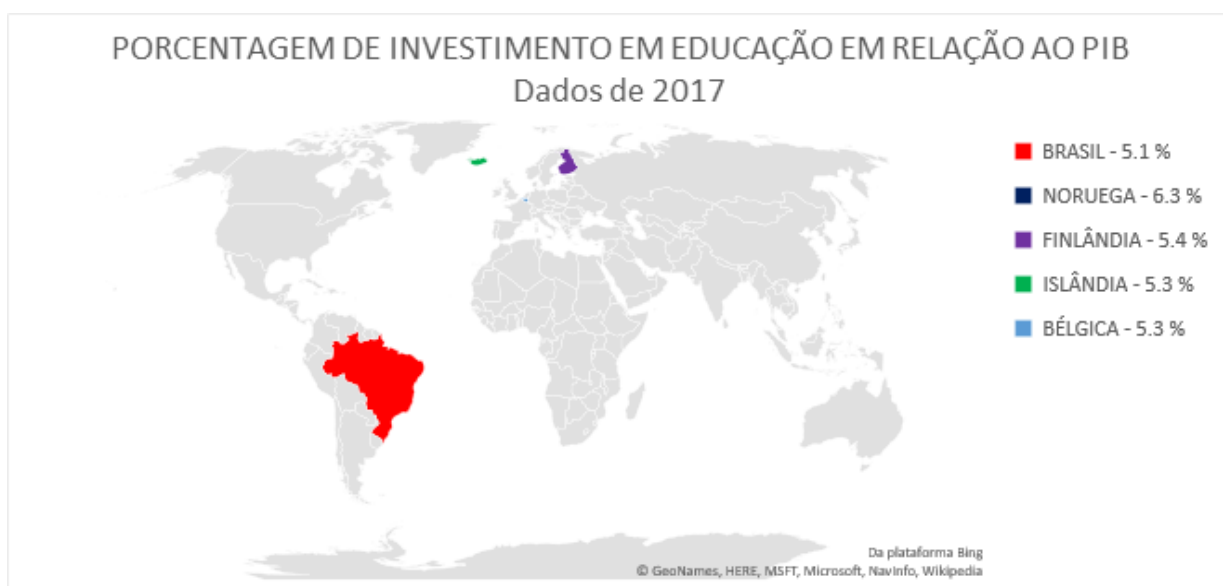 PORCENTAGEM DE INVESTIMENTO EM EDUCAÇÃO EM RELAÇÃO AO PIB
Dados de 2017
BRASIL - 5.1 %
NORUEGA - 6.3 %
FINLÂNDIA - 5.4 %
ISLÂNDIA - 5.3 %
BÉLGICA - 5.3 %
Da plataforma Bing
© GeoNames, HERE, MSFT, Microsoft, NavInfo, Wikipedia